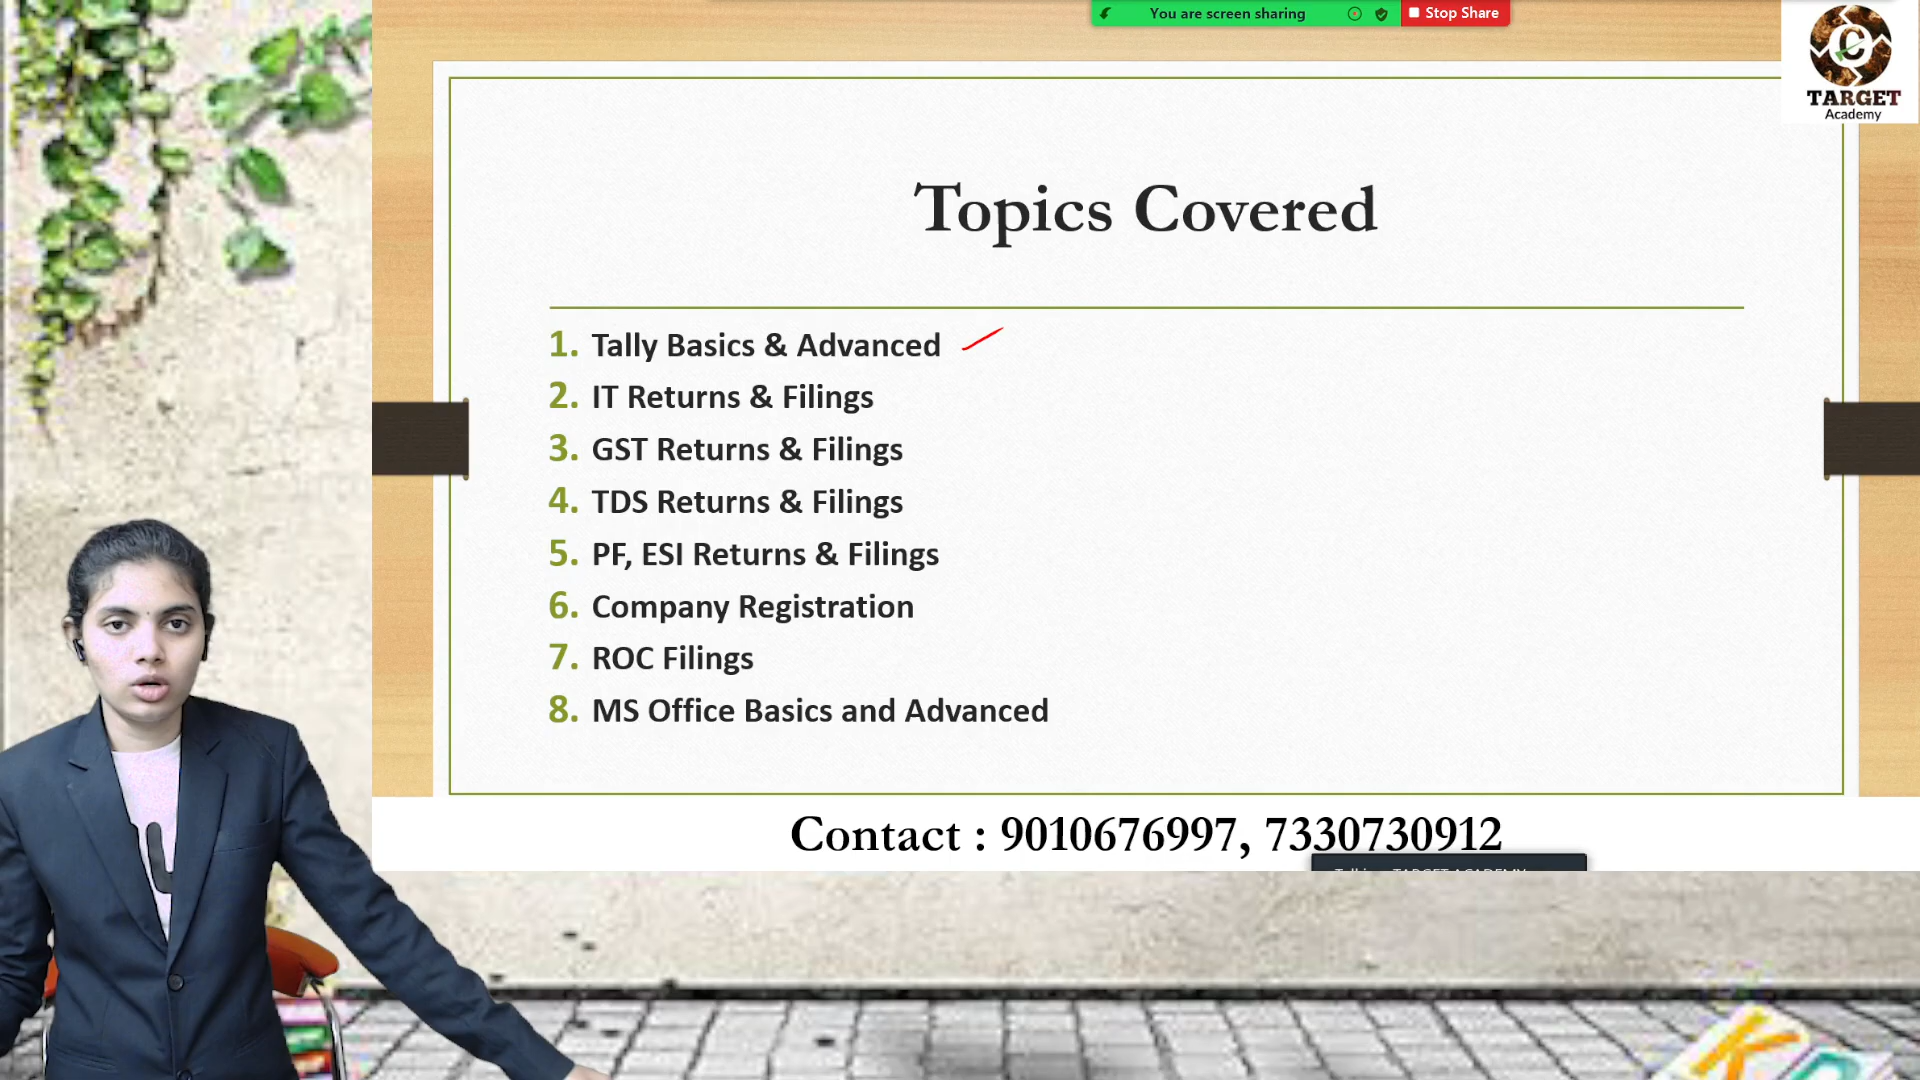 You are screen sharing
Stop Share
TARGET
Academy
Topics Covered
1. Tally Basics & Advanced
2. IT Returns & Filings
3. GST Returns & Filings
4. TDS Returns & Filings
5. PF, ESI Returns & Filings
6. Company Registration
7. ROC Filings
8. MS Office Basics and Advanced
Contact : 9010676997, 7330730912